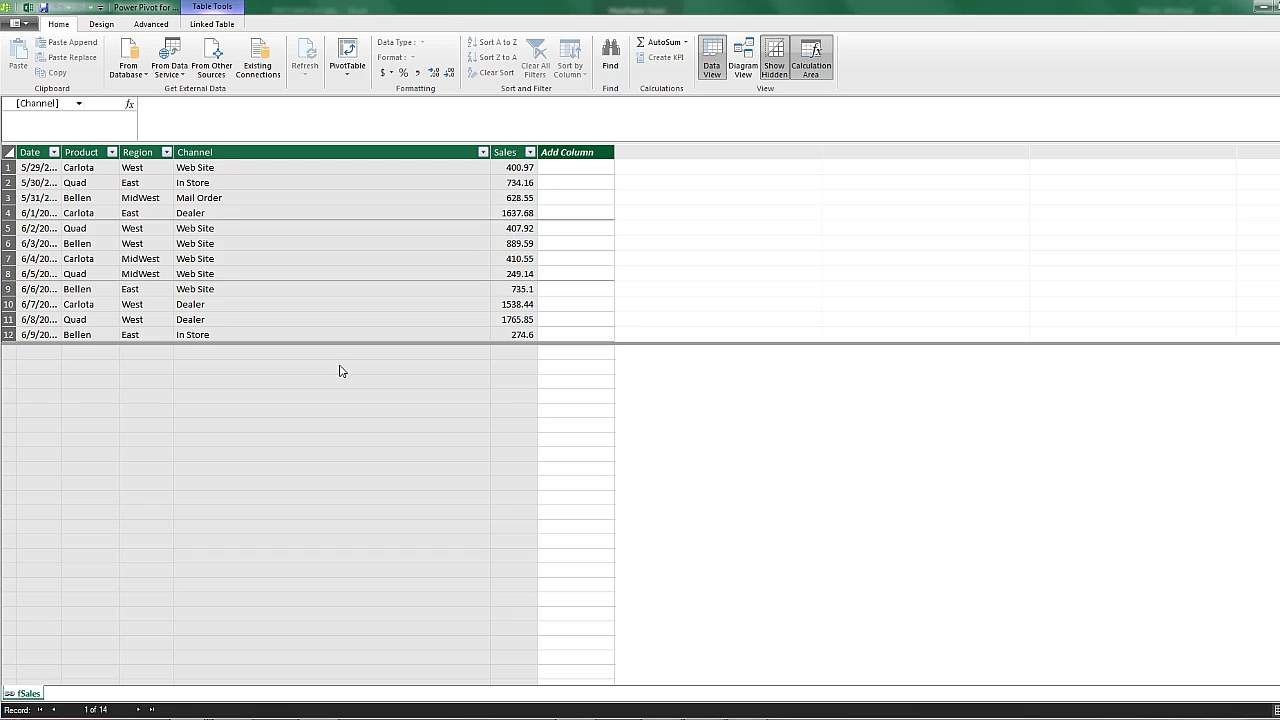 Power Pivot for
Table Tools
Home
Design
Advanced
Linked Table
Paste
Paste Append
Paste Replace
Copy
Clipboard
From Database
From Data Service
From Other Sources
Existing Connections
Get External Data
Refresh
PivotTable
Data Type :
Format :
$ %
Formatting
Sort A to Z
Sort Z to A
Clear Sort
Clear All Filters
Sort by Column
Sort and Filter
Find
Find
AutoSum
Create KPI
Calculations
Data View
Diagram View
Show Hidden
Calculation Area
View
[Channel] fx
Date Product Region Channel Sales Add Column
1 5/29/2... Carlota West Web Site 400.97
2 5/30/2... Quad East In Store 734.16
3 5/31/2... Bellen MidWest Mail Order 628.55
4 6/1/20... Carlota East Dealer 1637.68
5 6/2/20... Quad West Web Site 407.92
6 6/3/20... Bellen West Web Site 889.59
7 6/4/20... Carlota MidWest Web Site 410.55
8 6/5/20... Quad MidWest Web Site 249.14
9 6/6/20... Bellen East Web Site 735.1
10 6/7/20... Carlota West Dealer 1538.44
11 6/8/20... Quad West Dealer 1765.85
12 6/9/20... Bellen East In Store 274.6
fSales
Record: 1 of 14